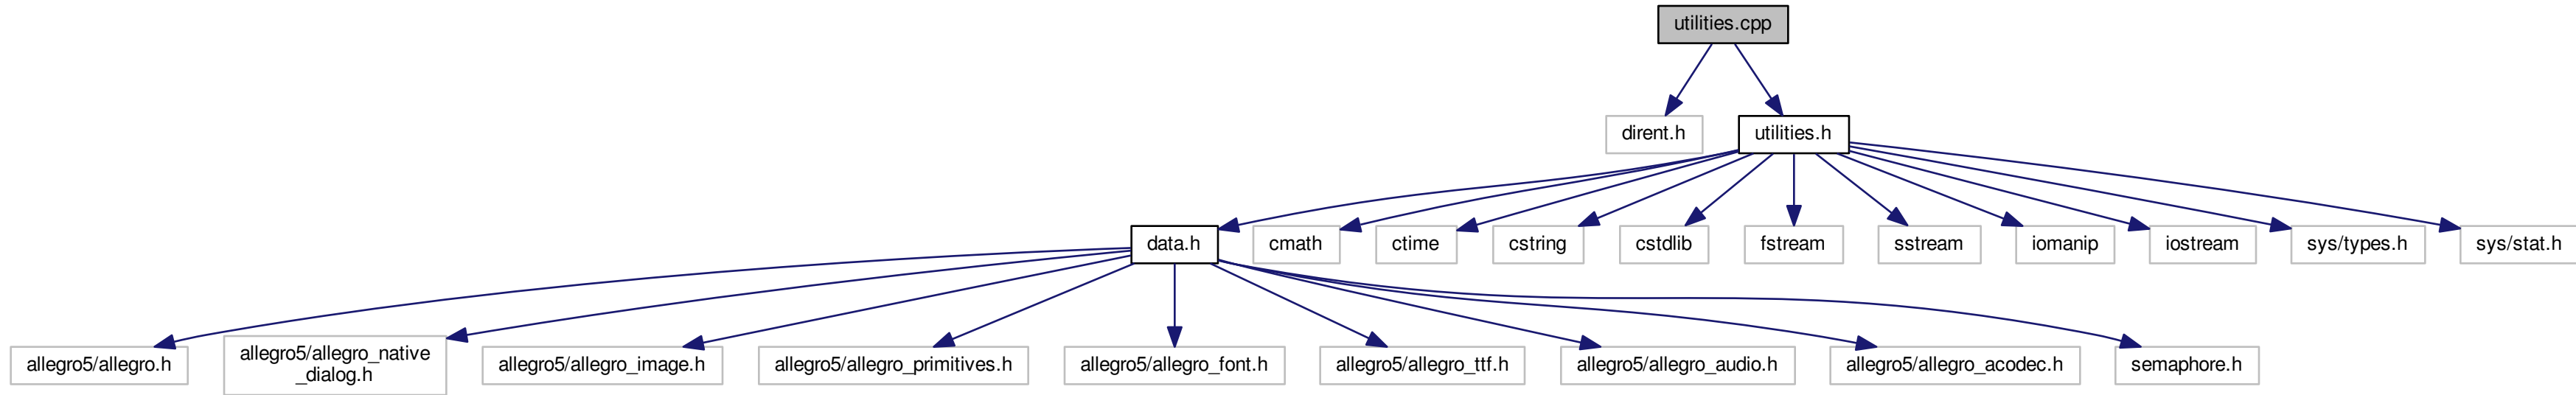 utilities.cpp
dirent.h
utilities.h
data.h
cmath
ctime
cstring
cstdlib
fstream
sstream
iomanip
iostream
sys/types.h
sys/stat.h
allegro5/allegro.h
allegro5/allegro_native
_dialog.h
allegro5/allegro_image.h
allegro5/allegro_primitives.h
allegro5/allegro_font.h
allegro5/allegro_ttf.h
allegro5/allegro_audio.h
allegro5/allegro_acodec.h
semaphore.h